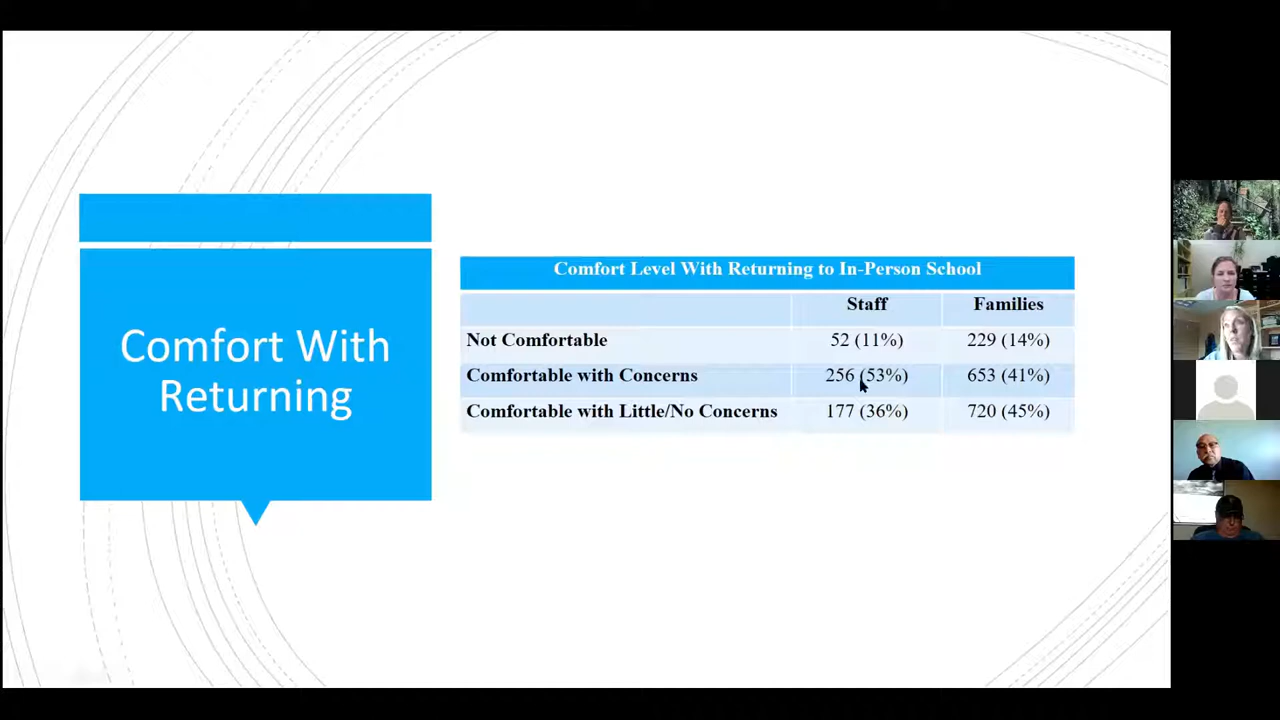 Comfort With
Returning
Comfort Level With Returning to In-Person School
Staff Families
Not Comfortable 52 (11%) 229 (14%)
Comfortable with Concerns 256 (53%) 653 (41%)
Comfortable with Little/No Concerns 177 (36%) 720 (45%)